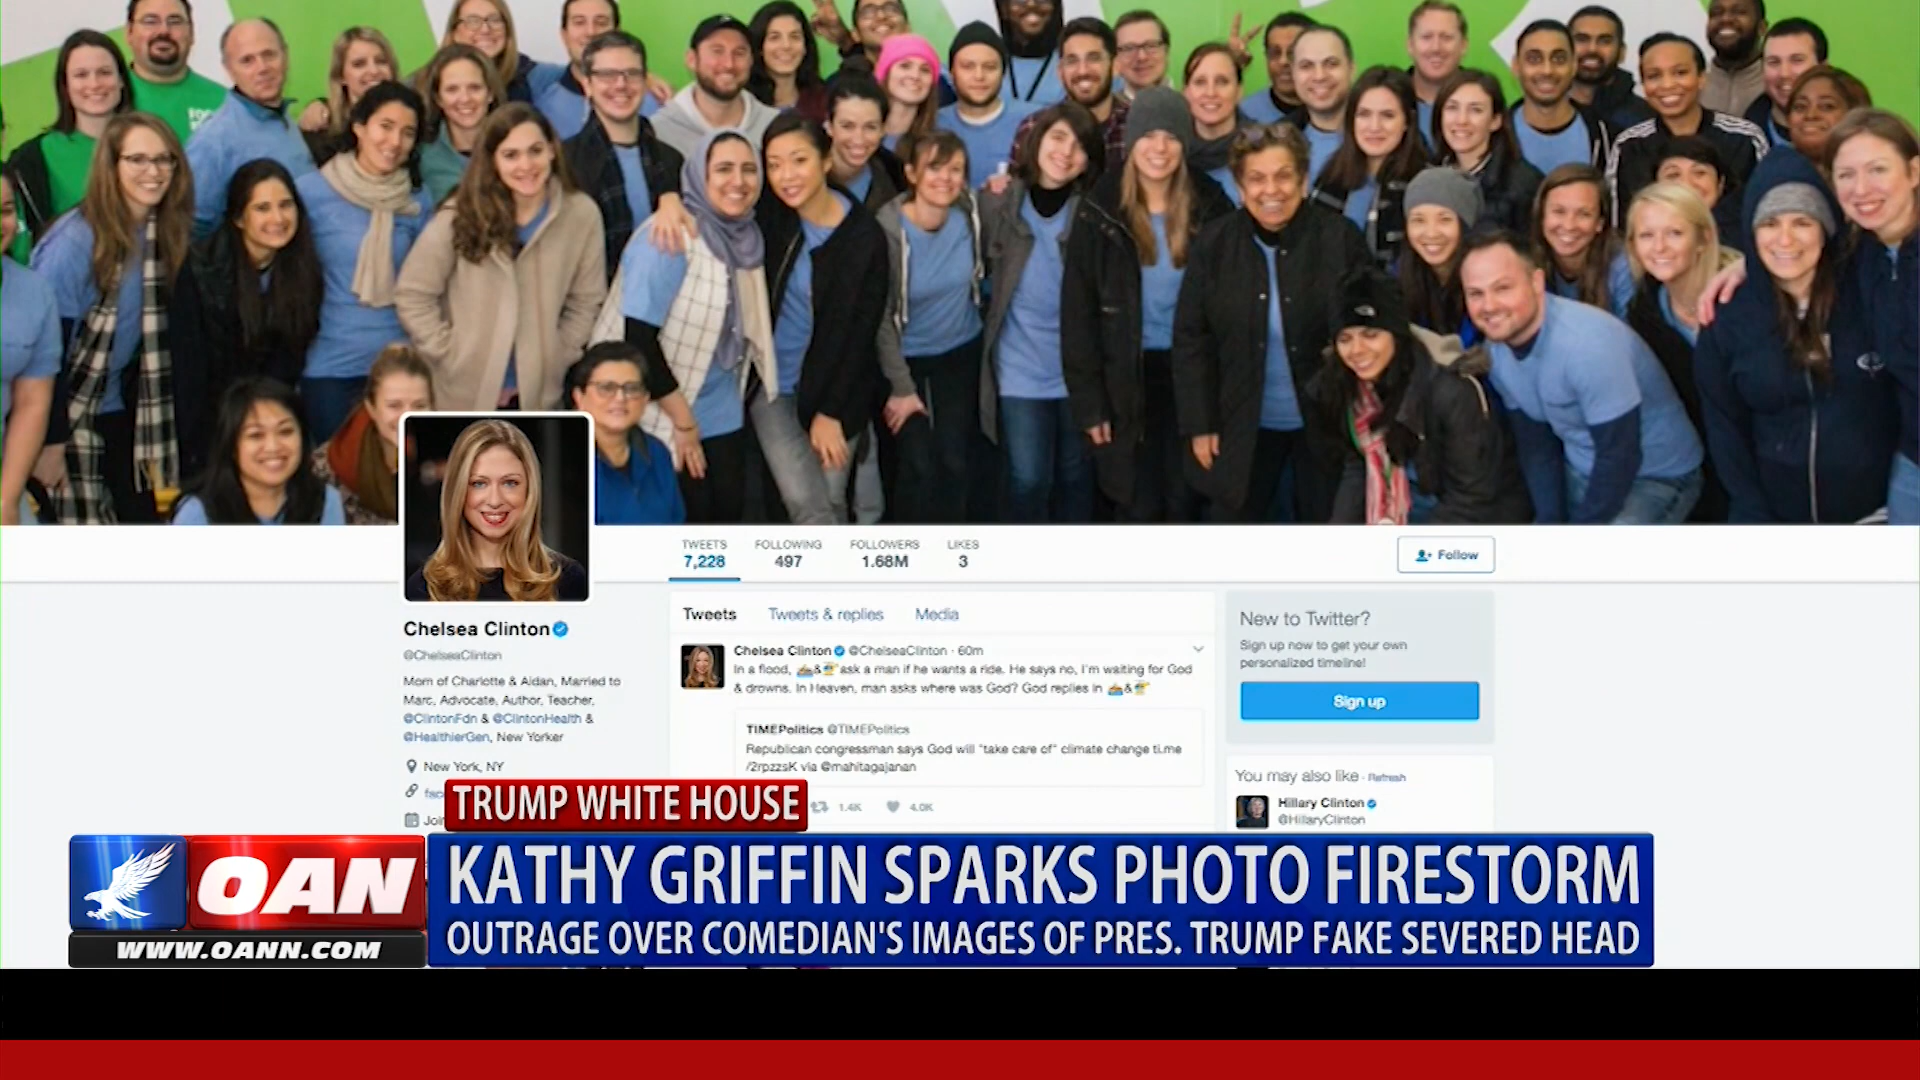 TWEETS
7,228
FOLLOWING
497
FOLLOWERS
1.68M
LIKES
3
Follow
Chelsea Clinton
@ChelseaClinton
Mom of Charlotte & Aidan, Married to
Marc, Advocate, Author, Teacher,
@ClintonFdn & @ClintonHealth &
@HealthierGen, New Yorker
New York, NY
Tweets
Tweets & replies
Media
Chelsea Clinton @ChelseaClinton · 60m
In a flood, 🚣&👮ask a man if he wants a ride. He says no, I'm waiting for God
& drowns. In Heaven, man asks where was God? God replies in 🚣&👮
TIMEPolitics @TIMEPolitics
Republican congressman says God will "take care of" climate change ti.me
/2rpzzsK via @mahitagajanan
1.4K
4.0K
New to Twitter?
Sign up now to get your own
personalized timeline!
Sign up
You may also like · Refresh
Hillary Clinton
@HillaryClinton
TRUMP WHITE HOUSE
OAN
WWW.OANN.COM
KATHY GRIFFIN SPARKS PHOTO FIRESTORM
OUTRAGE OVER COMEDIAN'S IMAGES OF PRES. TRUMP FAKE SEVERED HEAD